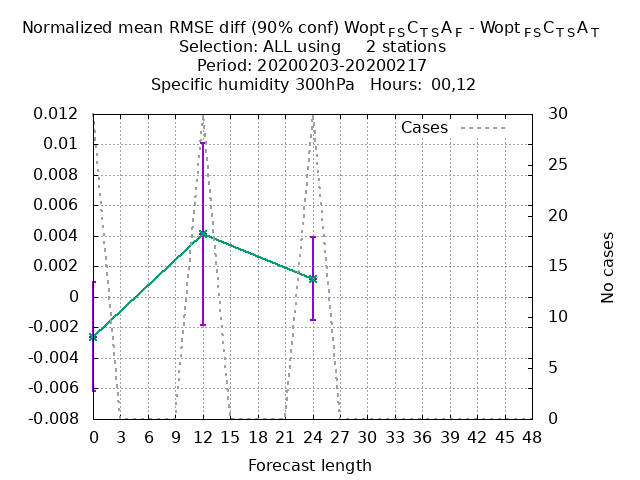 Normalized mean RMSE diff (90% conf) Wopt FS C TS A F - Wopt FS C TS A T
Selection: ALL using 2 stations
Period: 20200203-20200217
Specific humidity 300hPa Hours: 00,12
Cases
0.012
0.01
0.008
0.006
0.004
0.002
0
-0.002
-0.004
-0.006
-0.008
30
25
20
15
10
5
0
No cases
0 3 6 9 12 15 18 21 24 27 30 33 36 39 42 45 48
Forecast length